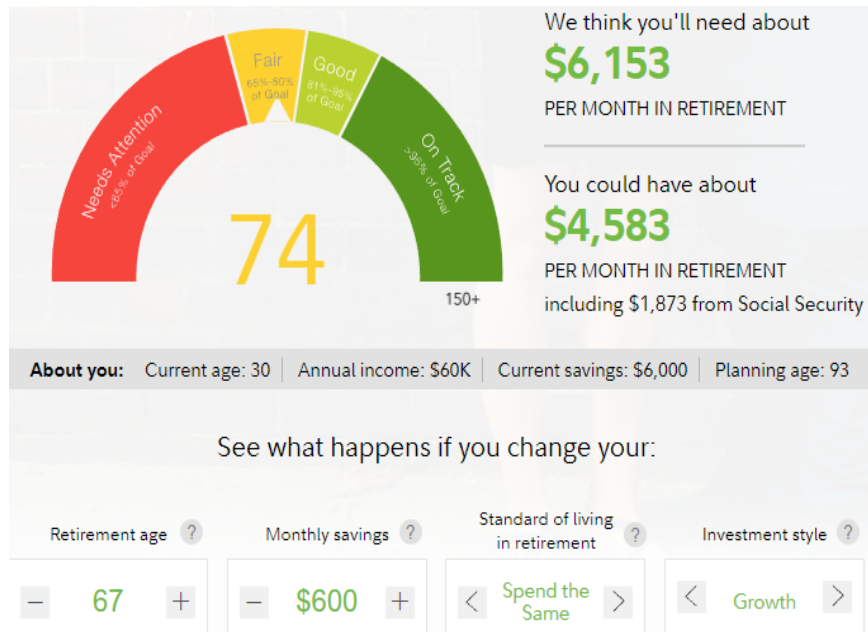 We think you'll need about
$6,153
PER MONTH IN RETIREMENT
You could have about
$4,583
PER MONTH IN RETIREMENT
including $1,873 from Social Security
Needs Attention
<65% of Goal
Fair
65%-80%
of Goal
Good
81%-95%
of Goal
On Track
>95% of Goal
74
150+
About you: Current age: 30 Annual income: $60K Current savings: $6,000 Planning age: 93
See what happens if you change your:
Retirement age ?
− 67 +
Monthly savings ?
− $600 +
Standard of living
in retirement ?
< Spend the
Same >
Investment style ?
< Growth >